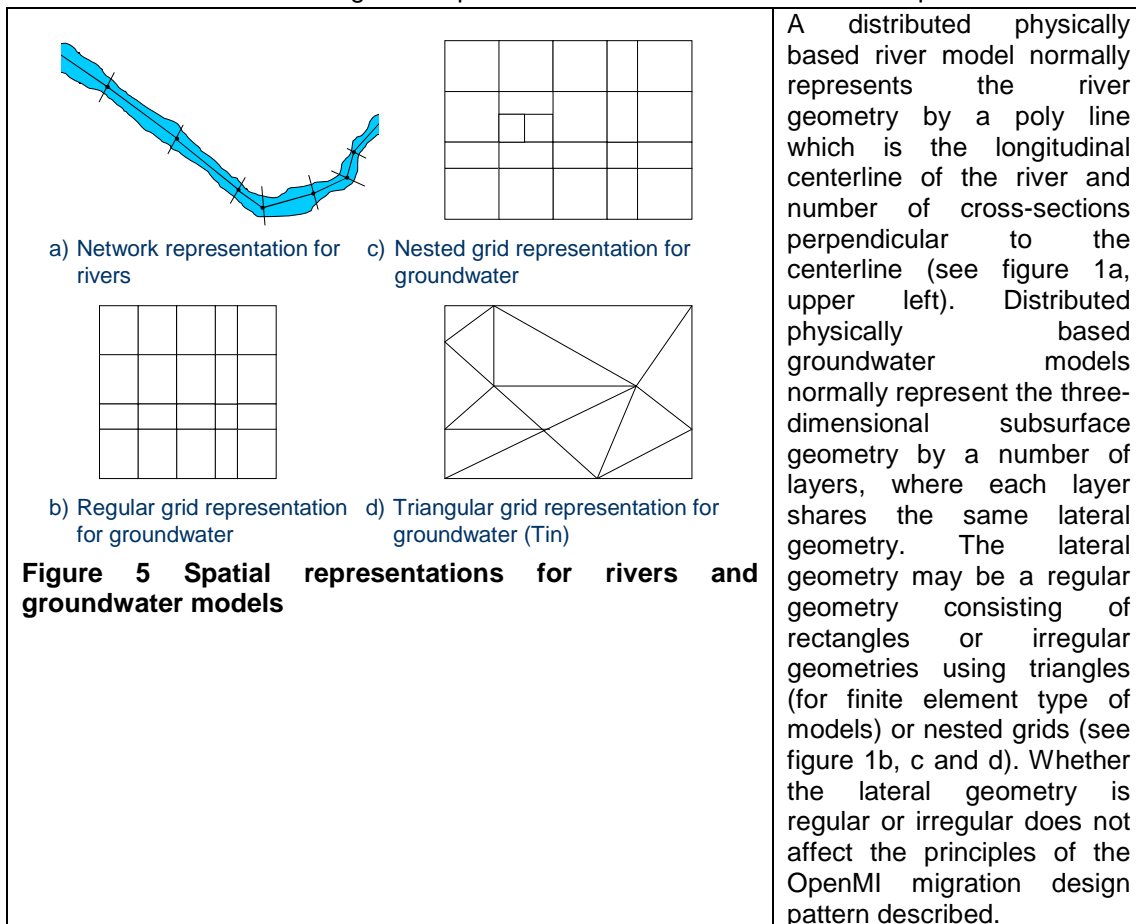 a) Network representation for
rivers
c) Nested grid representation for
groundwater
b) Regular grid representation
for groundwater
d) Triangular grid representation for
groundwater (Tin)
Figure 5 Spatial representations for rivers and
groundwater models
A distributed physically
based river model normally
represents the river
geometry by a poly line
which is the longitudinal
centerline of the river and
number of cross-sections
perpendicular to the
centerline (see figure 1a,
upper left). Distributed
physically based
groundwater models
normally represent the three-
dimensional subsurface
geometry by a number of
layers, where each layer
shares the same lateral
geometry. The lateral
geometry may be a regular
geometry consisting of
rectangles or irregular
geometries using triangles
(for finite element type of
models) or nested grids (see
figure 1b, c and d). Whether
the lateral geometry is
regular or irregular does not
affect the principles of the
OpenMI migration design
pattern described.